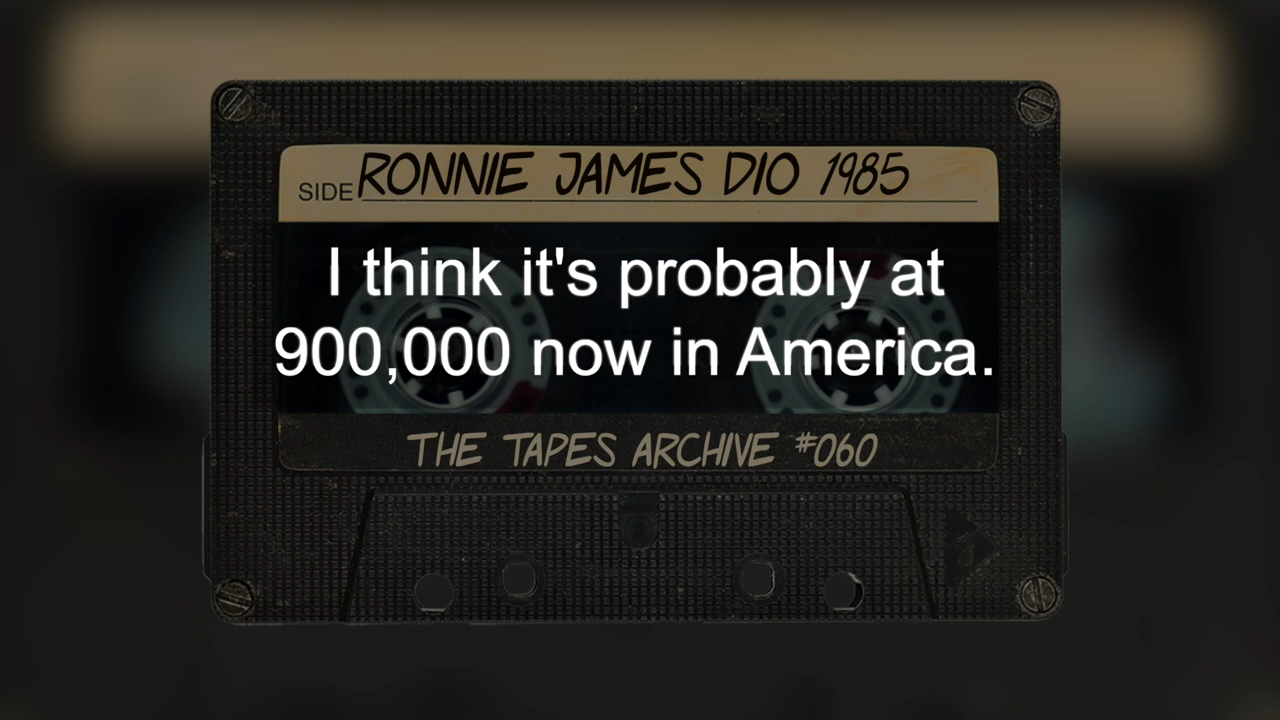 SIDE RONNIE JAMES DIO 1985
I think it's probably at
900,000 now in America.
THE TAPES ARCHIVE #060